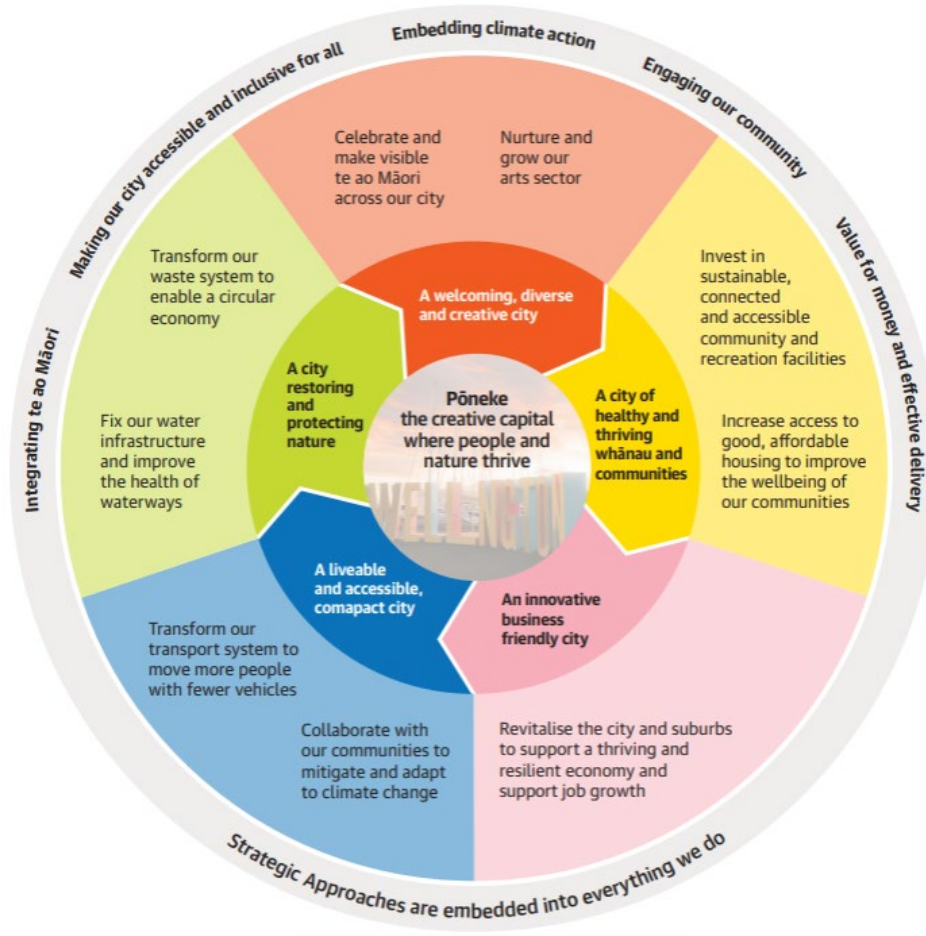 Integrating te ao Māori
Making our city accessible and inclusive for all
Embedding climate action
Engaging our community
Value for money and effective delivery
Strategic Approaches are embedded into everything we do
Celebrate and
make visible
te ao Māori
across our city
Nurture and
grow our
arts sector
A welcoming, diverse
and creative city
Invest in
sustainable,
connected
and accessible
community and
recreation facilities
Increase access to
good, affordable
housing to improve
the wellbeing of
our communities
A city of
healthy and
thriving
whānau and
communities
Revitalise the city and suburbs
to support a thriving and
resilient economy and
support job growth
An innovative
business
friendly city
Transform our
transport system to
move more people
with fewer vehicles
Collaborate with
our communities to
mitigate and adapt
to climate change
A liveable
and accessible,
comapact city
Transform our
waste system to
enable a circular
economy
Fix our water
infrastructure
and improve
the health of
waterways
A city
restoring
and
protecting
nature
Pōneke
the creative capital
where people and
nature thrive
WELLINGTON